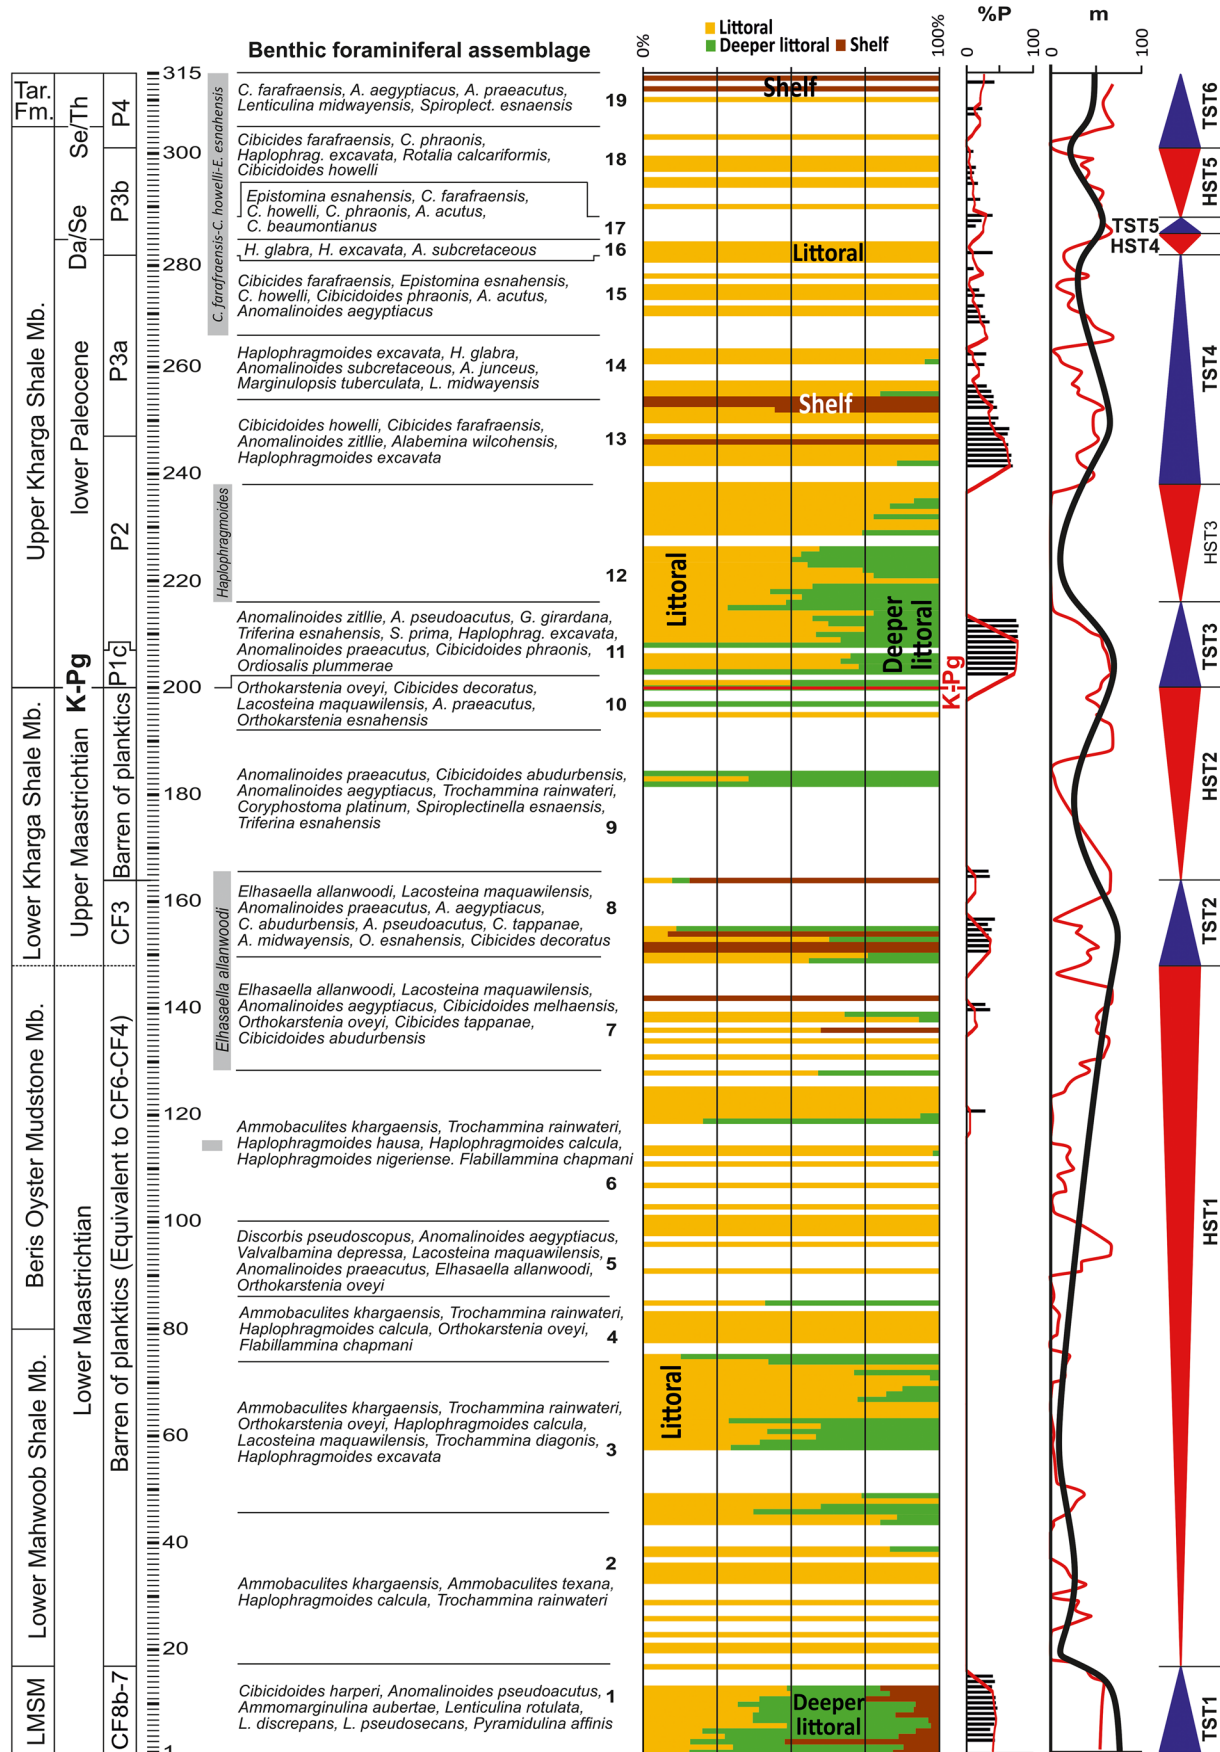 Benthic foraminiferal assemblage
0%
100%
Littoral
Deeper littoral
Shelf
%P
0
100
m
0
100
Tar.
Fm.
Upper Kharga Shale Mb.
Lower Kharga Shale Mb.
Beris Oyster Mudstone Mb.
Lower Mahwoob Shale Mb.
LMSM
Se/Th
Da/Se
lower Paleocene
K-Pg
Upper Maastrichtian
Lower Maastrichtian
P4
P3b
P3a
P2
P1c]
Barren of planktics
CF3
Barren of planktics (Equivalent to CF6-CF4)
CF8b-7
315
300
280
260
240
220
200
180
160
140
120
100
80
60
40
20
1
C. farafraensis-C. howelli-E. esnahensis
Haplophragmoides
Elhasaella allanwoodi
C. farafraensis, A. aegyptiacus, A. praeacutus,
Lenticulina midwayensis, Spiroplect. esnaensis
19
Cibicides farafraensis, C. phraonis,
Haplophrag. excavata, Rotalia calcariformis,
Cibicidoides howelli
18
Epistomina esnahensis, C. farafraensis,
C. howelli, C. phraonis, A. acutus,
C. beaumontianus
17
H. glabra, H. excavata, A. subcretaceous
16
Cibicides farafraensis, Epistomina esnahensis,
C. howelli, Cibicidoides phraonis, A. acutus,
Anomalinoides aegyptiacus
15
Haplophragmoides excavata, H. glabra,
Anomalinoides subcretaceous, A. junceus,
Marginulopsis tuberculata, L. midwayensis
14
Cibicidoides howelli, Cibicides farafraensis,
Anomalinoides zitllie, Alabemina wilcohensis,
Haplophragmoides excavata
13
12
Anomalinoides zitllie, A. pseudoacutus, G. girardana,
Triferina esnahensis, S. prima, Haplophrag. excavata,
Anomalinoides praeacutus, Cibicidoides phraonis,
Ordiosalis plummerae
11
Orthokarstenia oveyi, Cibicides decoratus,
Lacosteina maquawilensis, A. praeacutus,
Orthokarstenia esnahensis
10
Anomalinoides praeacutus, Cibicidoides abudurbensis,
Anomalinoides aegyptiacus, Trochammina rainwateri,
Coryphostoma platinum, Spiroplectinella esnaensis,
Triferina esnahensis
9
Elhasaella allanwoodi, Lacosteina maquawilensis,
Anomalinoides praeacutus, A. aegyptiacus,
C. abudurbensis, A. pseudoacutus, C. tappanae,
A. midwayensis, O. esnahensis, Cibicides decoratus
8
Elhasaella allanwoodi, Lacosteina maquawilensis,
Anomalinoides aegyptiacus, Cibicidoides melhaensis,
Orthokarstenia oveyi, Cibicides tappanae,
Cibicidoides abudurbensis
7
Ammobaculites khargaensis, Trochammina rainwateri,
Haplophragmoides hausa, Haplophragmoides calcula,
Haplophragmoides nigeriense. Flabillammina chapmani
6
Discorbis pseudoscopus, Anomalinoides aegyptiacus,
Valvalbamina depressa, Lacosteina maquawilensis,
Anomalinoides praeacutus, Elhasaella allanwoodi,
Orthokarstenia oveyi
5
Ammobaculites khargaensis, Trochammina rainwateri,
Haplophragmoides calcula, Orthokarstenia oveyi,
Flabillammina chapmani
4
Ammobaculites khargaensis, Trochammina rainwateri,
Orthokarstenia oveyi, Haplophragmoides calcula,
Lacosteina maquawilensis, Trochammina diagonis,
Haplophragmoides excavata
3
2
Ammobaculites khargaensis, Ammobaculites texana,
Haplophragmoides calcula, Trochammina rainwateri
Cibicidoides harperi, Anomalinoides pseudoacutus,
Ammomarginulina aubertae, Lenticulina rotulata,
L. discrepans, L. pseudosecans, Pyramidulina affinis
1
Shelf
Littoral
Shelf
Littoral
Deeper
littoral
K-Pg
Littoral
Deeper
littoral
TST6
HST5
TST5
HST4
TST4
HST3
TST3
HST2
TST2
HST1
TST1